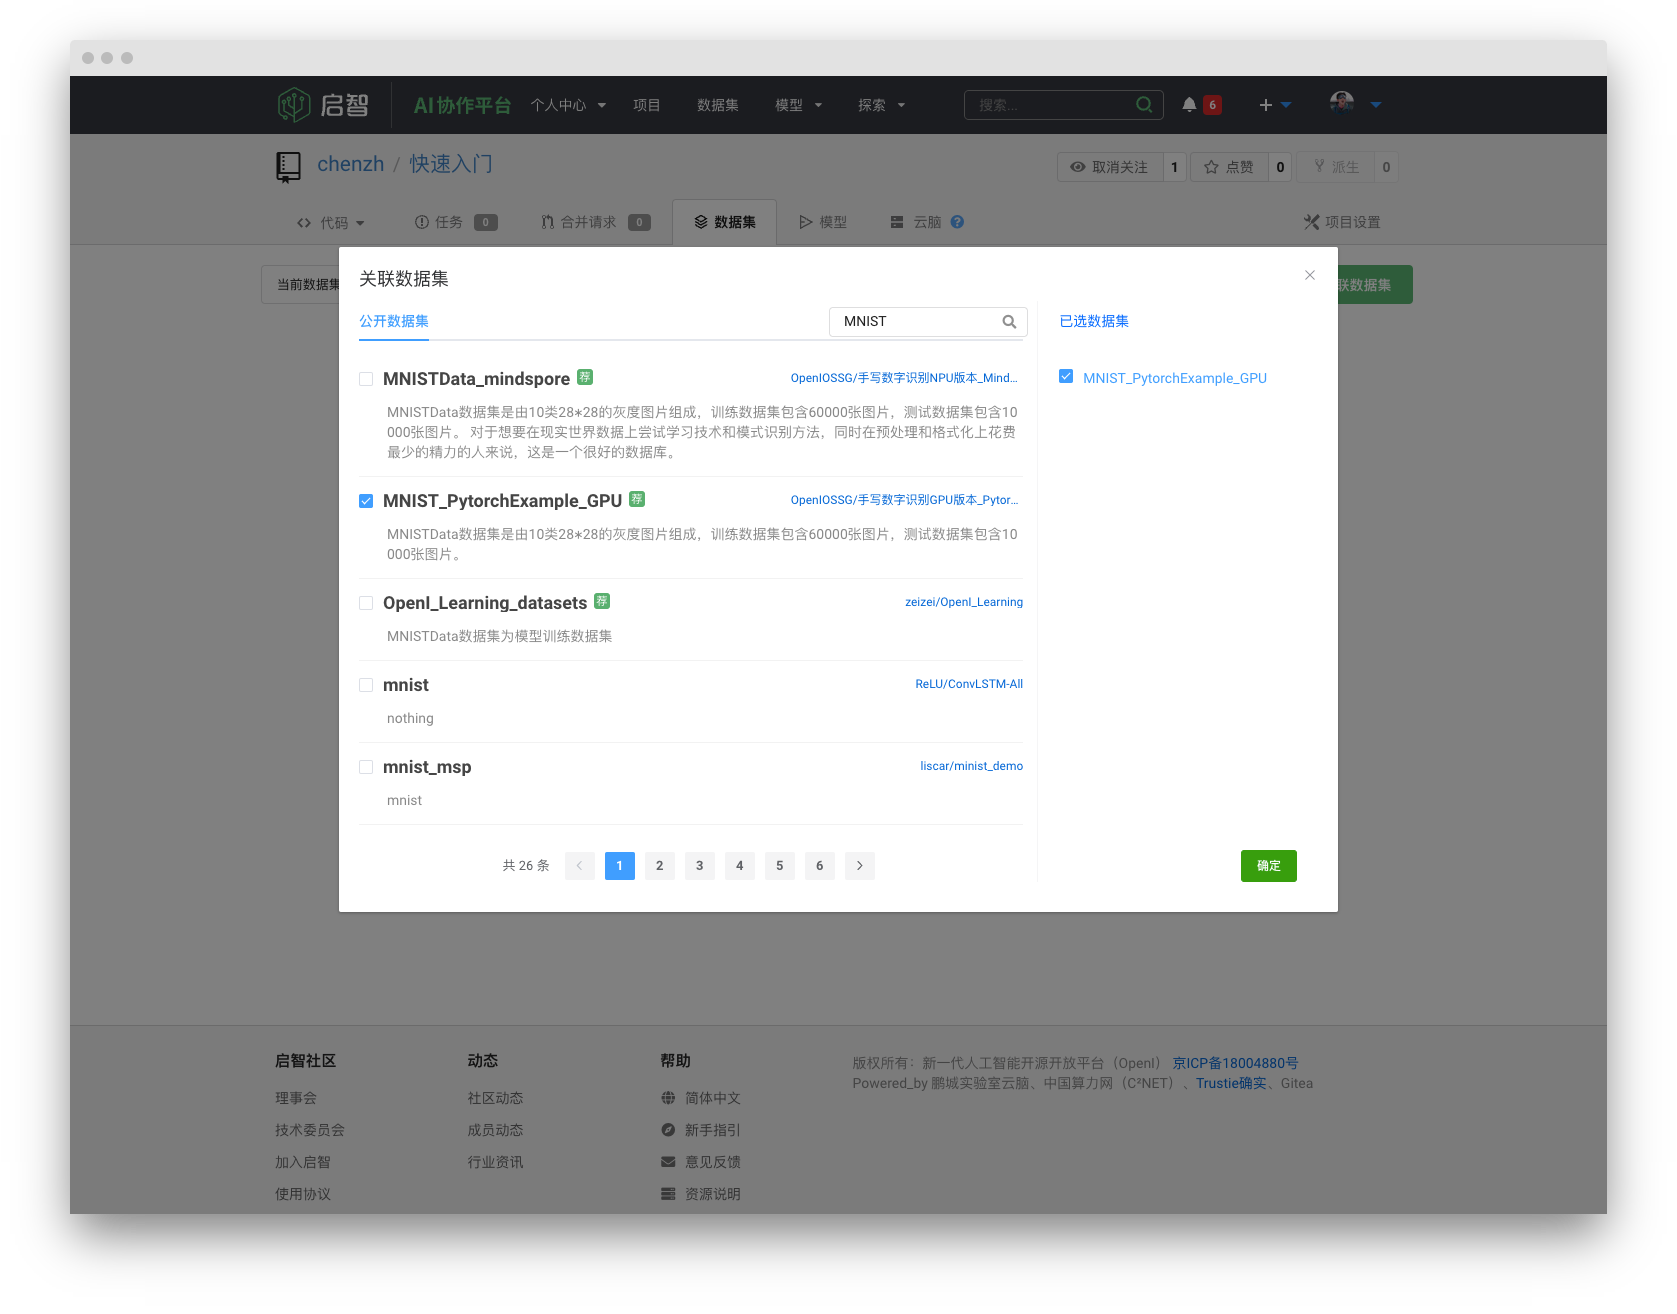 启智
AI协作平台 个人中心 项目 数据集 模型 探索 搜索... 6
chenzh / 快速入门
取消关注 1 点赞 0 派生 0
代码 任务 0 合并请求 0 数据集 模型 云脑 ? 项目设置
当前数据集
联数据集
关联数据集
公开数据集 MNIST 已选数据集
MNISTData_mindspore 荐 OpenIOSSG/手写数字识别NPU版本_Mind...
MNISTData数据集是由10类28*28的灰度图片组成，训练数据集包含60000张图片，测试数据集包含10
000张图片。 对于想要在现实世界数据上尝试学习技术和模式识别方法，同时在预处理和格式化上花费
最少的精力的人来说，这是一个很好的数据库。
MNIST_PytorchExample_GPU
MNIST_PytorchExample_GPU 荐 OpenIOSSG/手写数字识别GPU版本_Pytor...
MNISTData数据集是由10类28*28的灰度图片组成，训练数据集包含60000张图片，测试数据集包含10
000张图片。
OpenI_Learning_datasets 荐 zeizei/OpenI_Learning
MNISTData数据集为模型训练数据集
mnist ReLU/ConvLSTM-All
nothing
mnist_msp liscar/minist_demo
mnist
共 26 条 1 2 3 4 5 6
确定
启智社区
理事会
技术委员会
加入启智
使用协议
动态
社区动态
成员动态
行业资讯
帮助
简体中文
新手指引
意见反馈
资源说明
版权所有：新一代人工智能开源开放平台（OpenI） 京ICP备18004880号
Powered_by 鹏城实验室云脑、中国算力网（C²NET）、Trustie确实、Gitea